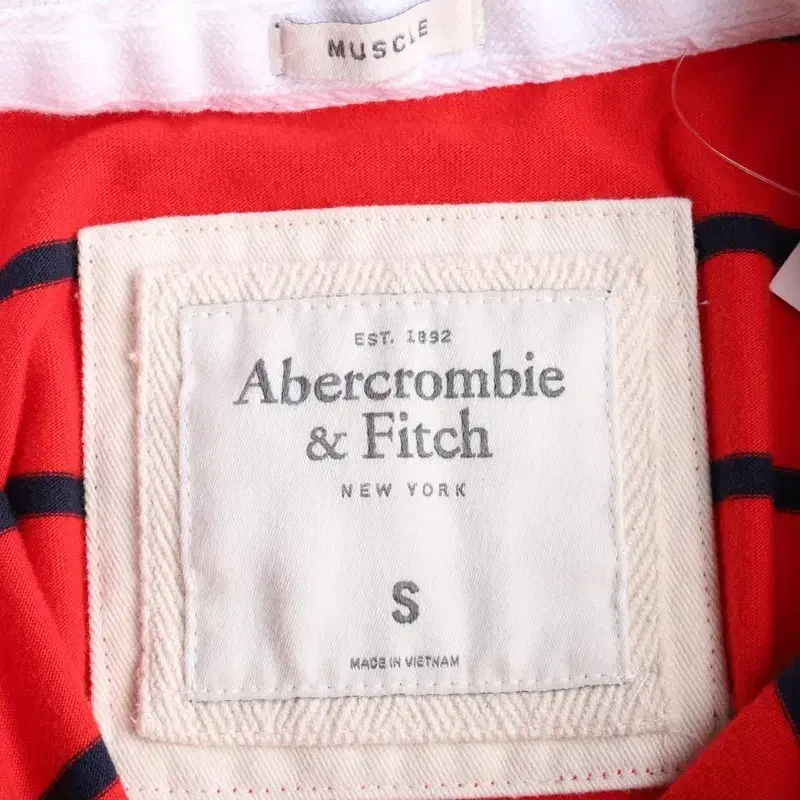 MUSCLE
EST. 1892
Abercrombie
& Fitch
NEW YORK
S
MADE IN VIETNAM